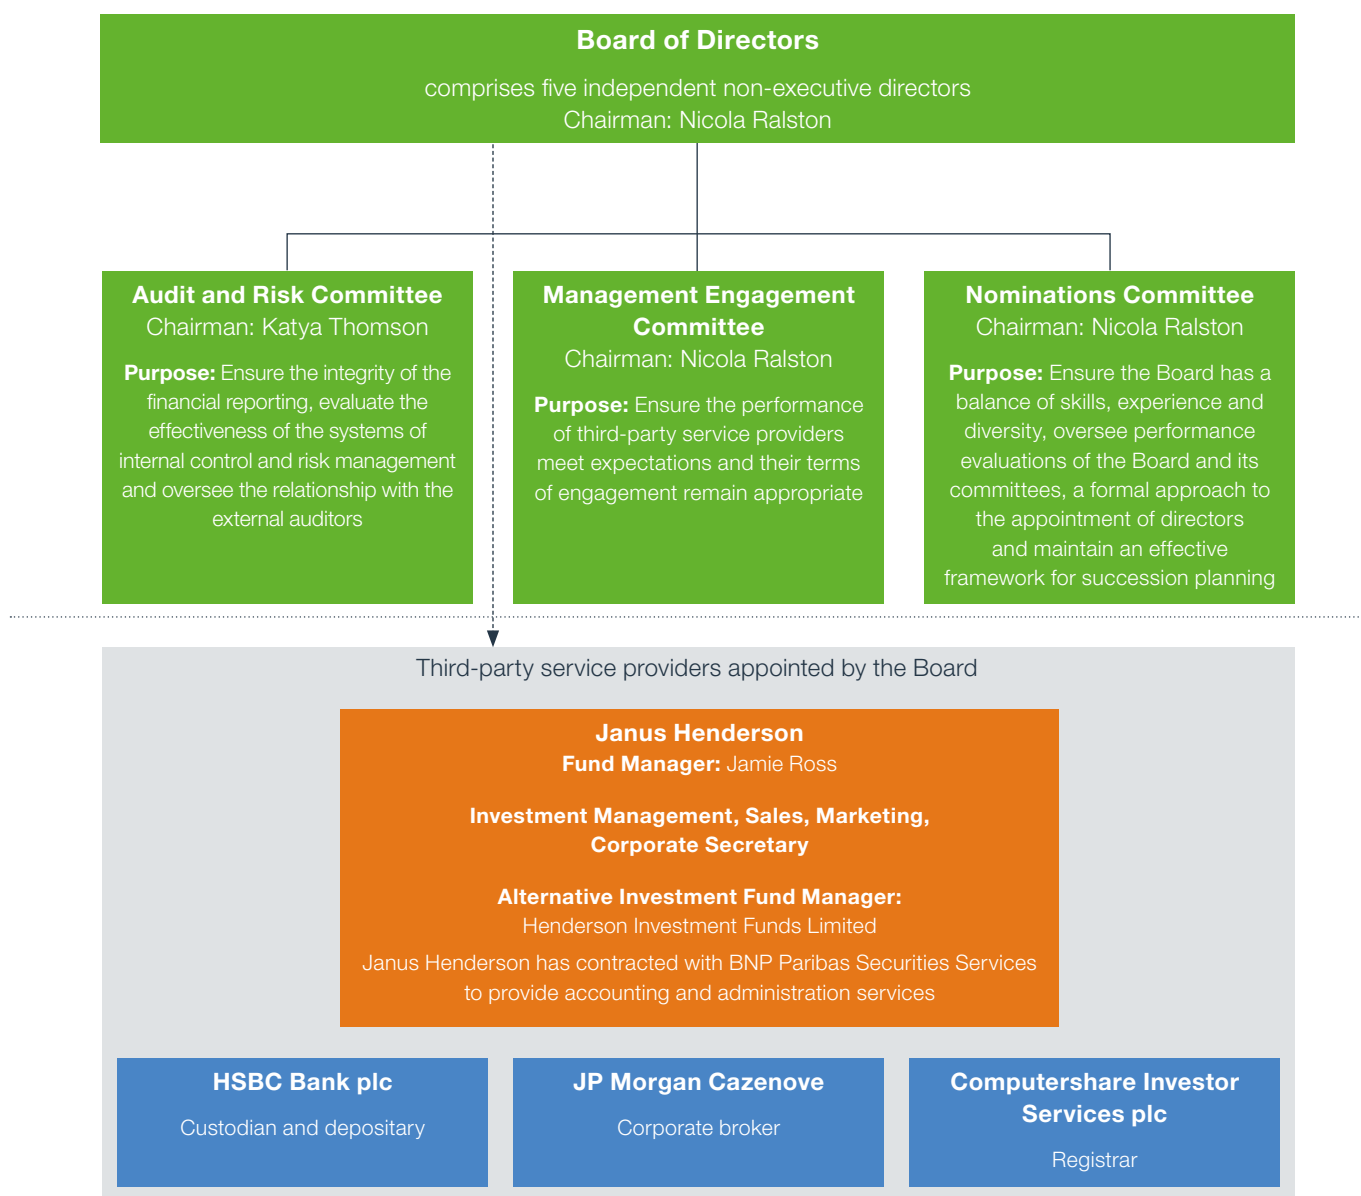 Board of Directors
comprises five independent non-executive directors
Chairman: Nicola Ralston
Audit and Risk Committee
Chairman: Katya Thomson
Purpose: Ensure the integrity of the
financial reporting, evaluate the
effectiveness of the systems of
internal control and risk management
and oversee the relationship with the
external auditors
Management Engagement
Committee
Chairman: Nicola Ralston
Purpose: Ensure the performance
of third-party service providers
meet expectations and their terms
of engagement remain appropriate
Nominations Committee
Chairman: Nicola Ralston
Purpose: Ensure the Board has a
balance of skills, experience and
diversity, oversee performance
evaluations of the Board and its
committees, a formal approach to
the appointment of directors
and maintain an effective
framework for succession planning
Third-party service providers appointed by the Board
Janus Henderson
Fund Manager: Jamie Ross
Investment Management, Sales, Marketing,
Corporate Secretary
Alternative Investment Fund Manager:
Henderson Investment Funds Limited
Janus Henderson has contracted with BNP Paribas Securities Services
to provide accounting and administration services
HSBC Bank plc
Custodian and depositary
JP Morgan Cazenove
Corporate broker
Computershare Investor
Services plc
Registrar